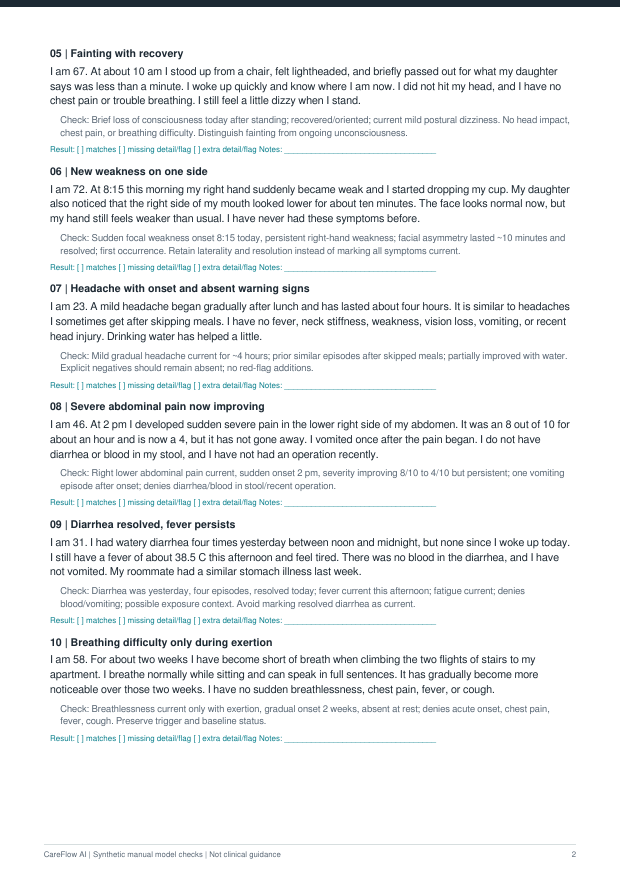 05 | Fainting with recovery
I am 67. At about 10 am I stood up from a chair, felt lightheaded, and briefly passed out for what my daughter
says was less than a minute. I woke up quickly and know where I am now. I did not hit my head, and I have no
chest pain or trouble breathing. I still feel a little dizzy when I stand.
Check: Brief loss of consciousness today after standing; recovered/oriented; current mild postural dizziness. No head impact,
chest pain, or breathing difficulty. Distinguish fainting from ongoing unconsciousness.
Result: [ ] matches [ ] missing detail/flag [ ] extra detail/flag Notes: ________________________________
06 | New weakness on one side
I am 72. At 8:15 this morning my right hand suddenly became weak and I started dropping my cup. My daughter
also noticed that the right side of my mouth looked lower for about ten minutes. The face looks normal now, but
my hand still feels weaker than usual. I have never had these symptoms before.
Check: Sudden focal weakness onset 8:15 today, persistent right-hand weakness; facial asymmetry lasted ~10 minutes and
resolved; first occurrence. Retain laterality and resolution instead of marking all symptoms current.
Result: [ ] matches [ ] missing detail/flag [ ] extra detail/flag Notes: ________________________________
07 | Headache with onset and absent warning signs
I am 23. A mild headache began gradually after lunch and has lasted about four hours. It is similar to headaches
I sometimes get after skipping meals. I have no fever, neck stiffness, weakness, vision loss, vomiting, or recent
head injury. Drinking water has helped a little.
Check: Mild gradual headache current for ~4 hours; prior similar episodes after skipped meals; partially improved with water.
Explicit negatives should remain absent; no red-flag additions.
Result: [ ] matches [ ] missing detail/flag [ ] extra detail/flag Notes: ________________________________
08 | Severe abdominal pain now improving
I am 46. At 2 pm I developed sudden severe pain in the lower right side of my abdomen. It was an 8 out of 10 for
about an hour and is now a 4, but it has not gone away. I vomited once after the pain began. I do not have
diarrhea or blood in my stool, and I have not had an operation recently.
Check: Right lower abdominal pain current, sudden onset 2 pm, severity improving 8/10 to 4/10 but persistent; one vomiting
episode after onset; denies diarrhea/blood in stool/recent operation.
Result: [ ] matches [ ] missing detail/flag [ ] extra detail/flag Notes: ________________________________
09 | Diarrhea resolved, fever persists
I am 31. I had watery diarrhea four times yesterday between noon and midnight, but none since I woke up today.
I still have a fever of about 38.5 C this afternoon and feel tired. There was no blood in the diarrhea, and I have
not vomited. My roommate had a similar stomach illness last week.
Check: Diarrhea was yesterday, four episodes, resolved today; fever current this afternoon; fatigue current; denies
blood/vomiting; possible exposure context. Avoid marking resolved diarrhea as current.
Result: [ ] matches [ ] missing detail/flag [ ] extra detail/flag Notes: ________________________________
10 | Breathing difficulty only during exertion
I am 58. For about two weeks I have become short of breath when climbing the two flights of stairs to my
apartment. I breathe normally while sitting and can speak in full sentences. It has gradually become more
noticeable over those two weeks. I have no sudden breathlessness, chest pain, fever, or cough.
Check: Breathlessness current only with exertion, gradual onset 2 weeks, absent at rest; denies acute onset, chest pain,
fever, cough. Preserve trigger and baseline status.
Result: [ ] matches [ ] missing detail/flag [ ] extra detail/flag Notes: ________________________________
CareFlow AI | Synthetic manual model checks | Not clinical guidance
2